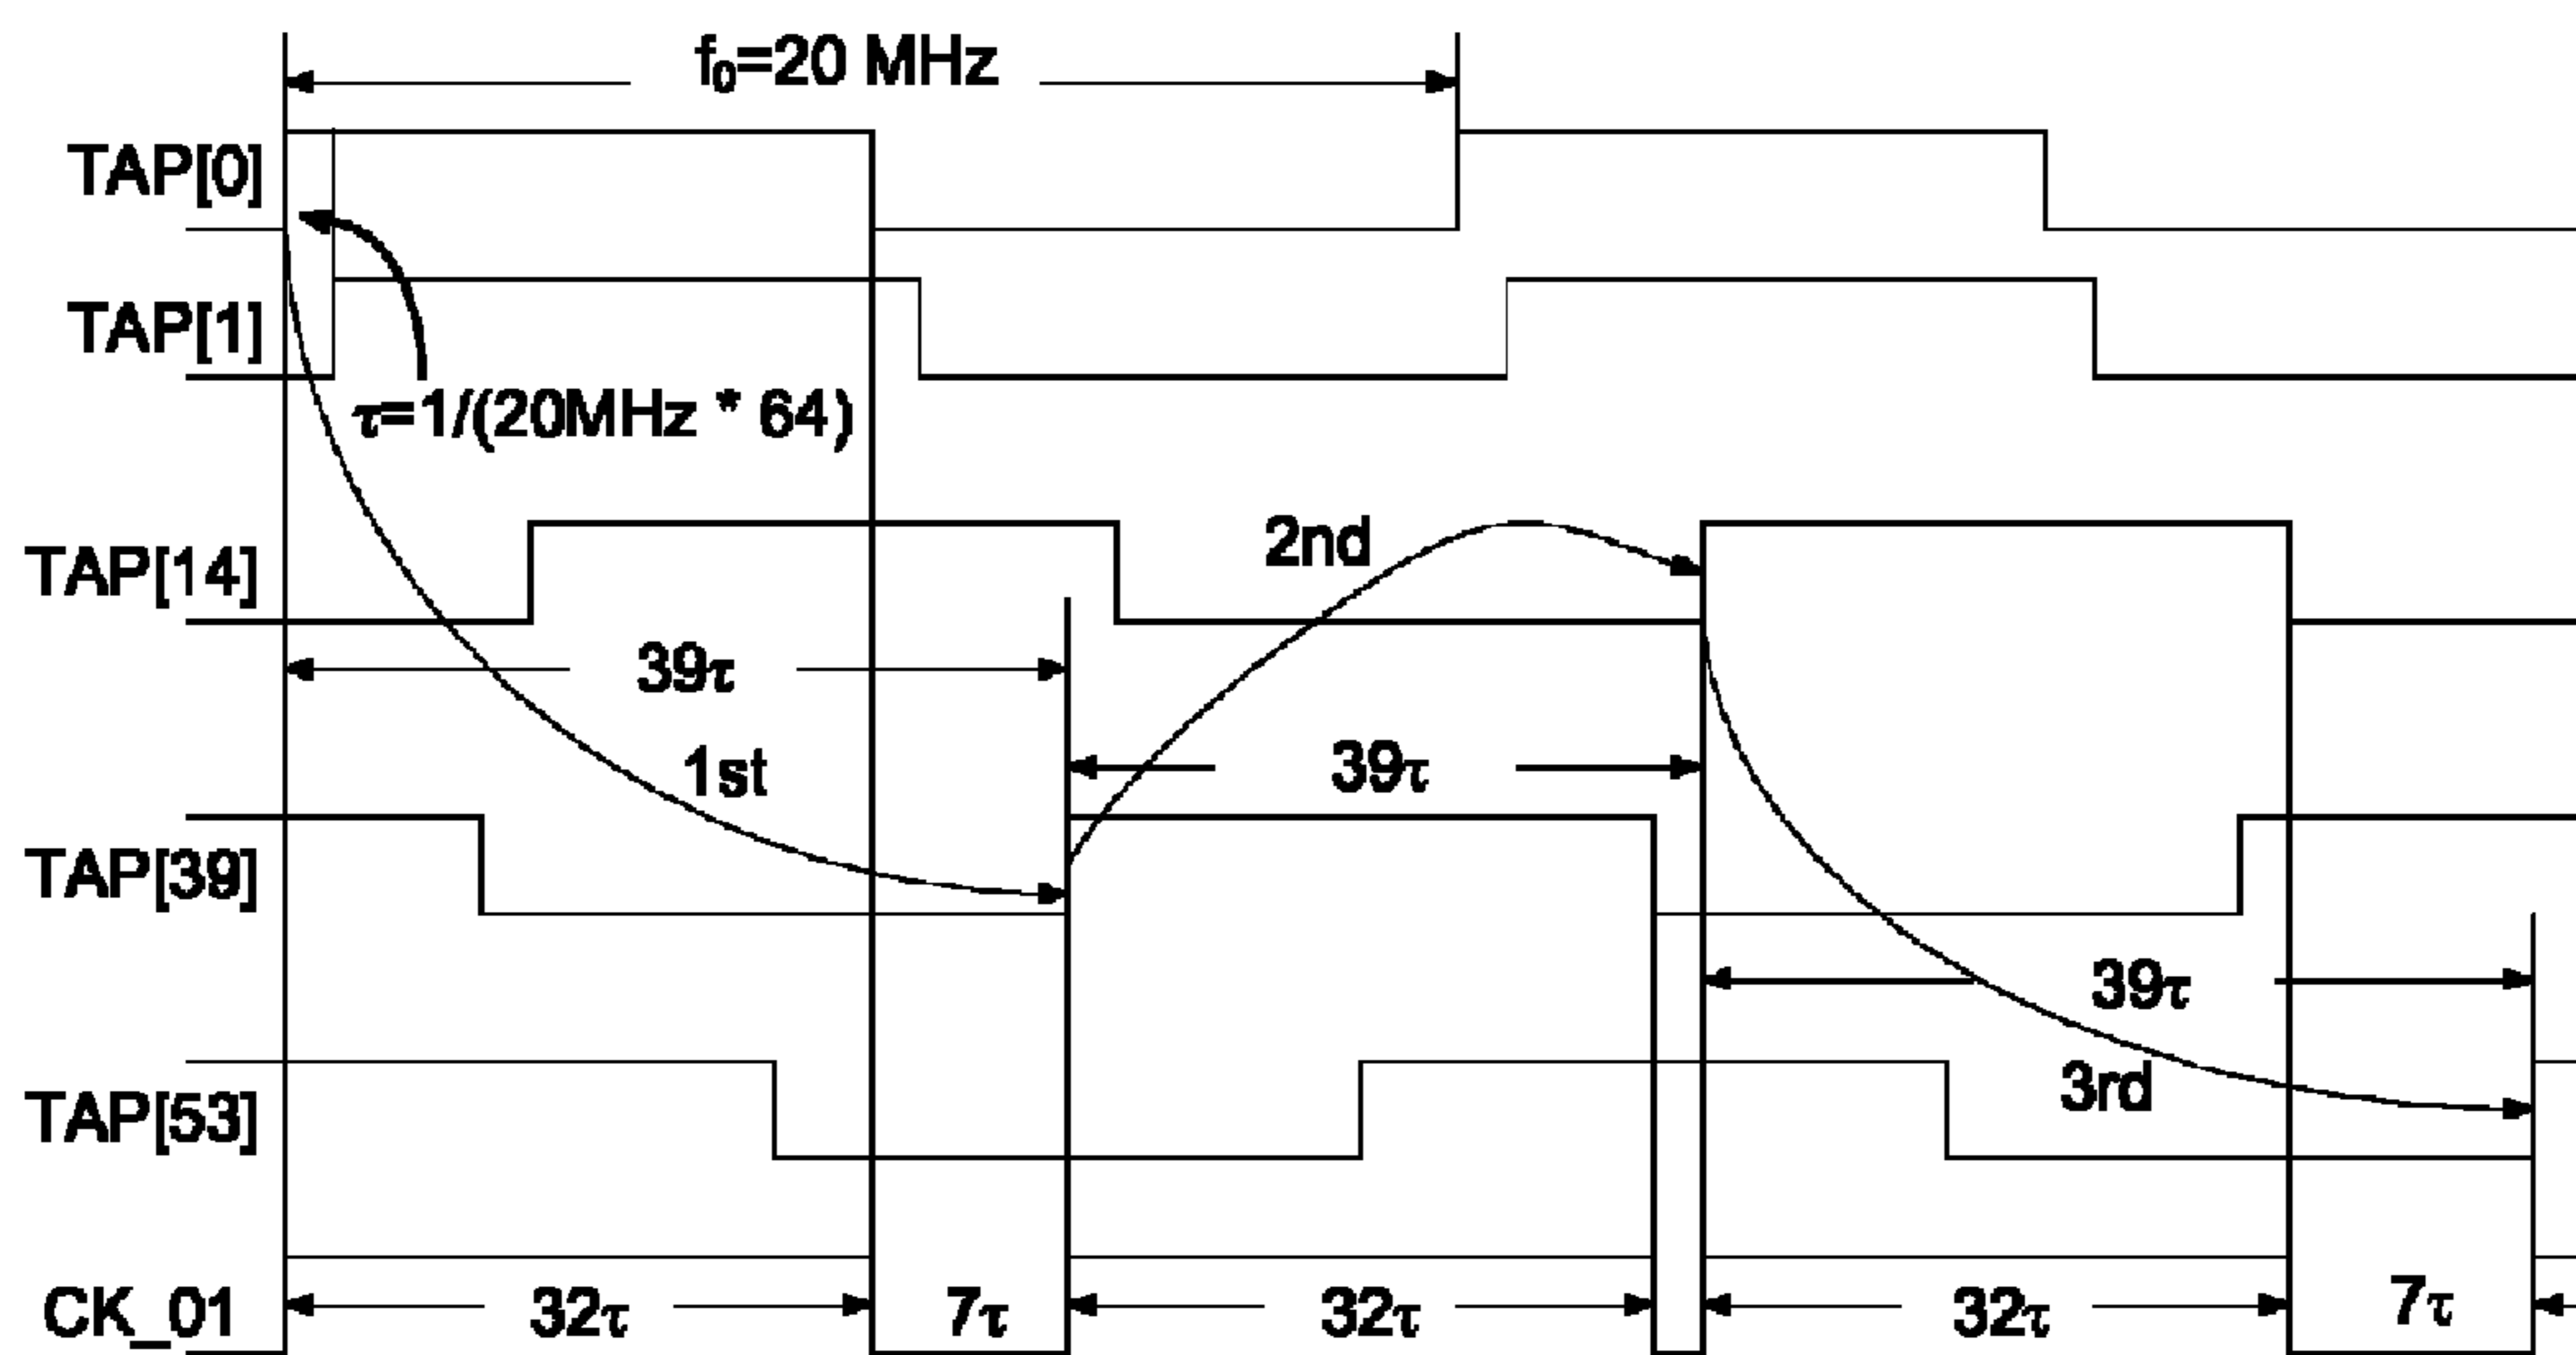 f₀=20 MHz
TAP[0]
TAP[1]
τ=1/(20MHz * 64)
2nd
TAP[14]
39τ
1st
39τ
TAP[39]
39τ
3rd
TAP[53]
CK_01
32τ
7τ
32τ
32τ
7τ